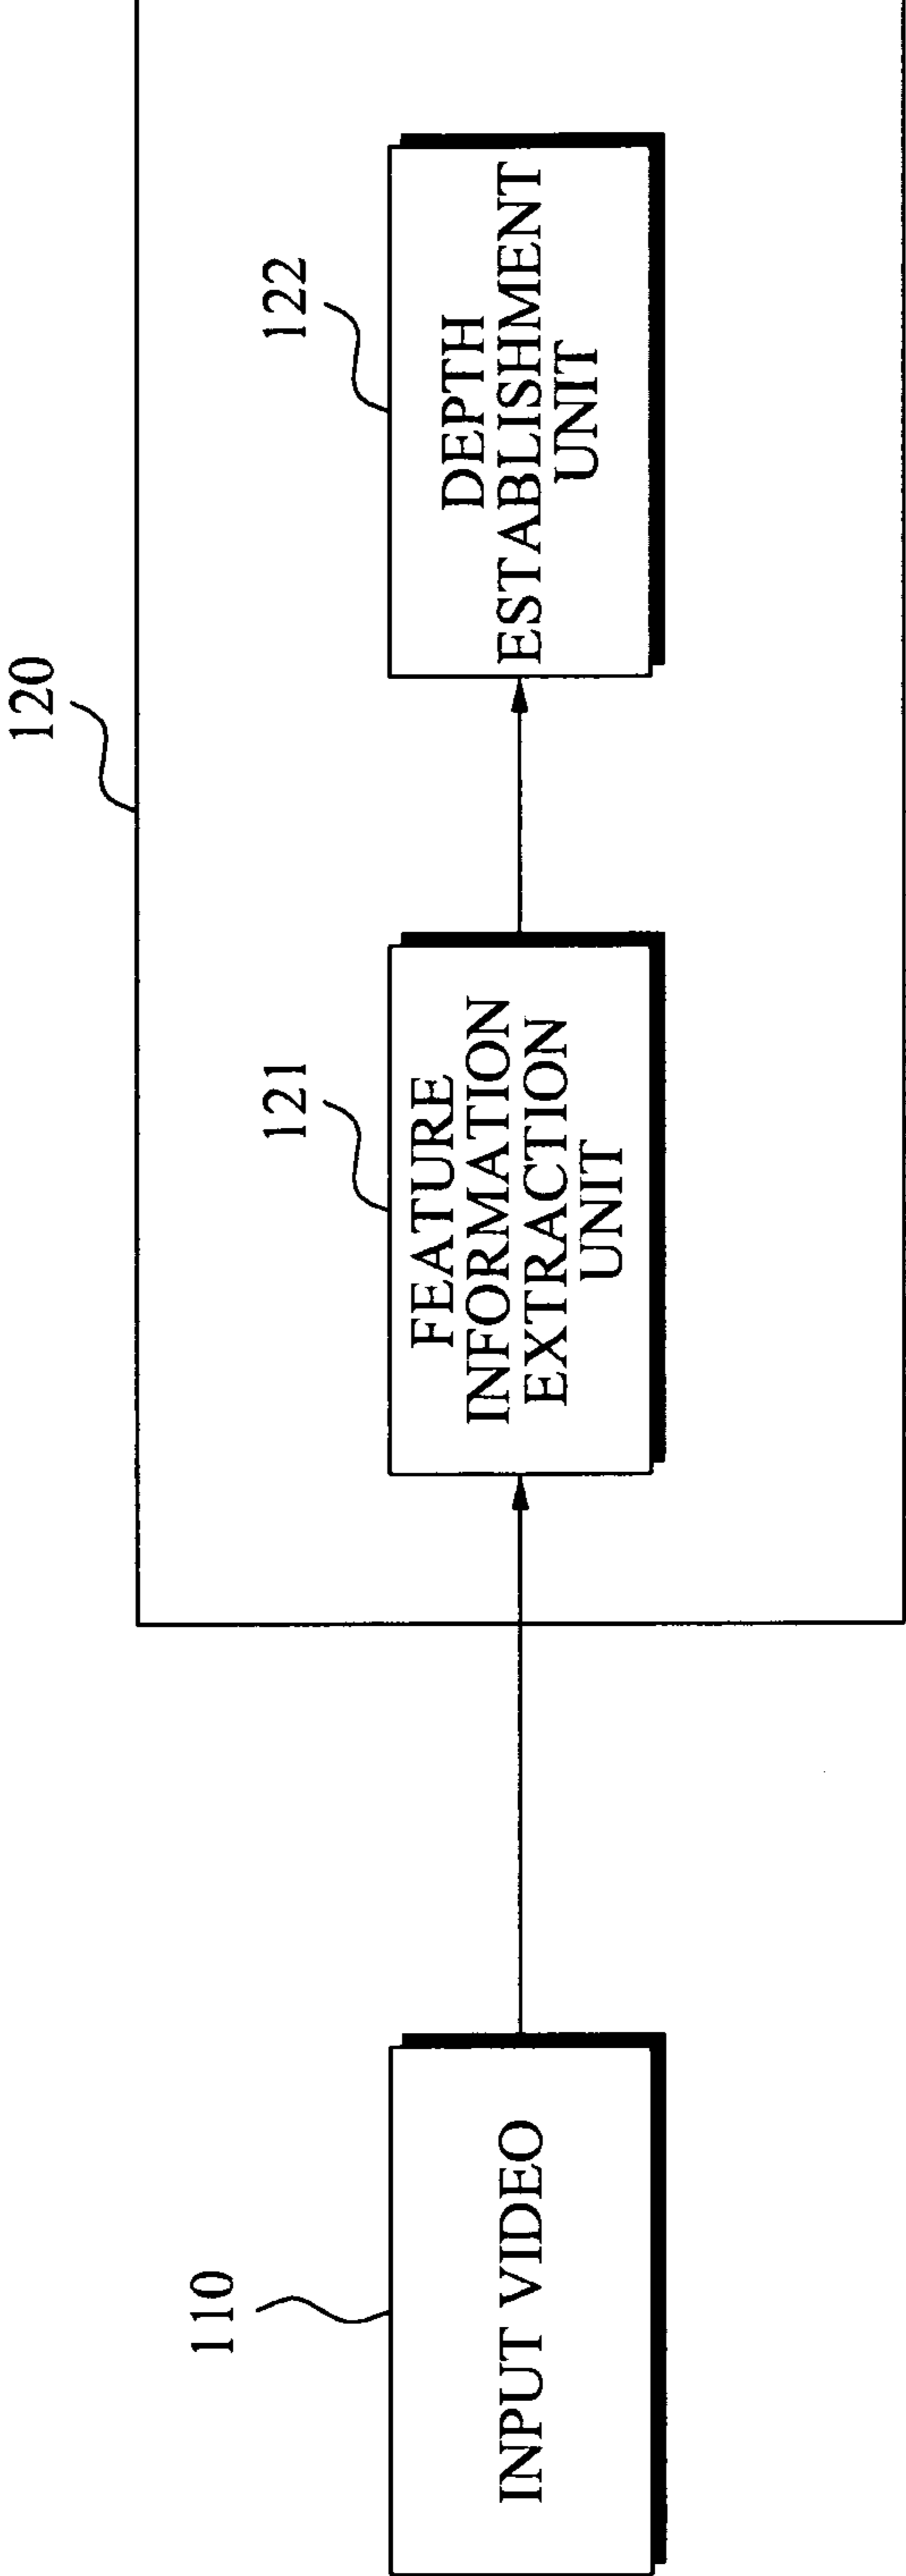 120
110
INPUT VIDEO
121
FEATURE
INFORMATION
EXTRACTION
UNIT
122
DEPTH
ESTABLISHMENT
UNIT